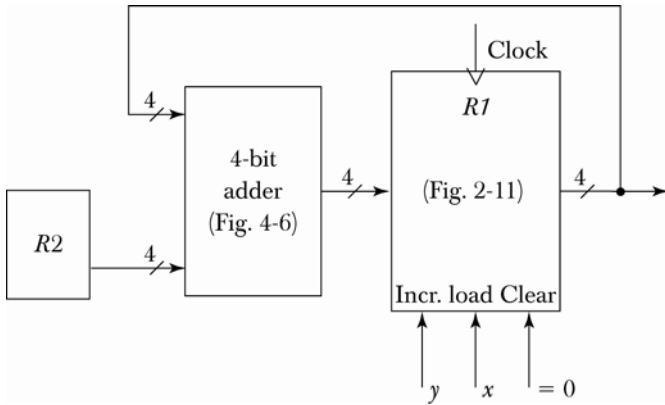 Clock
4
R1
4-bit
adder
(Fig. 4-6)
4
(Fig. 2-11)
4
R2
4
Incr. load Clear
y
x
= 0